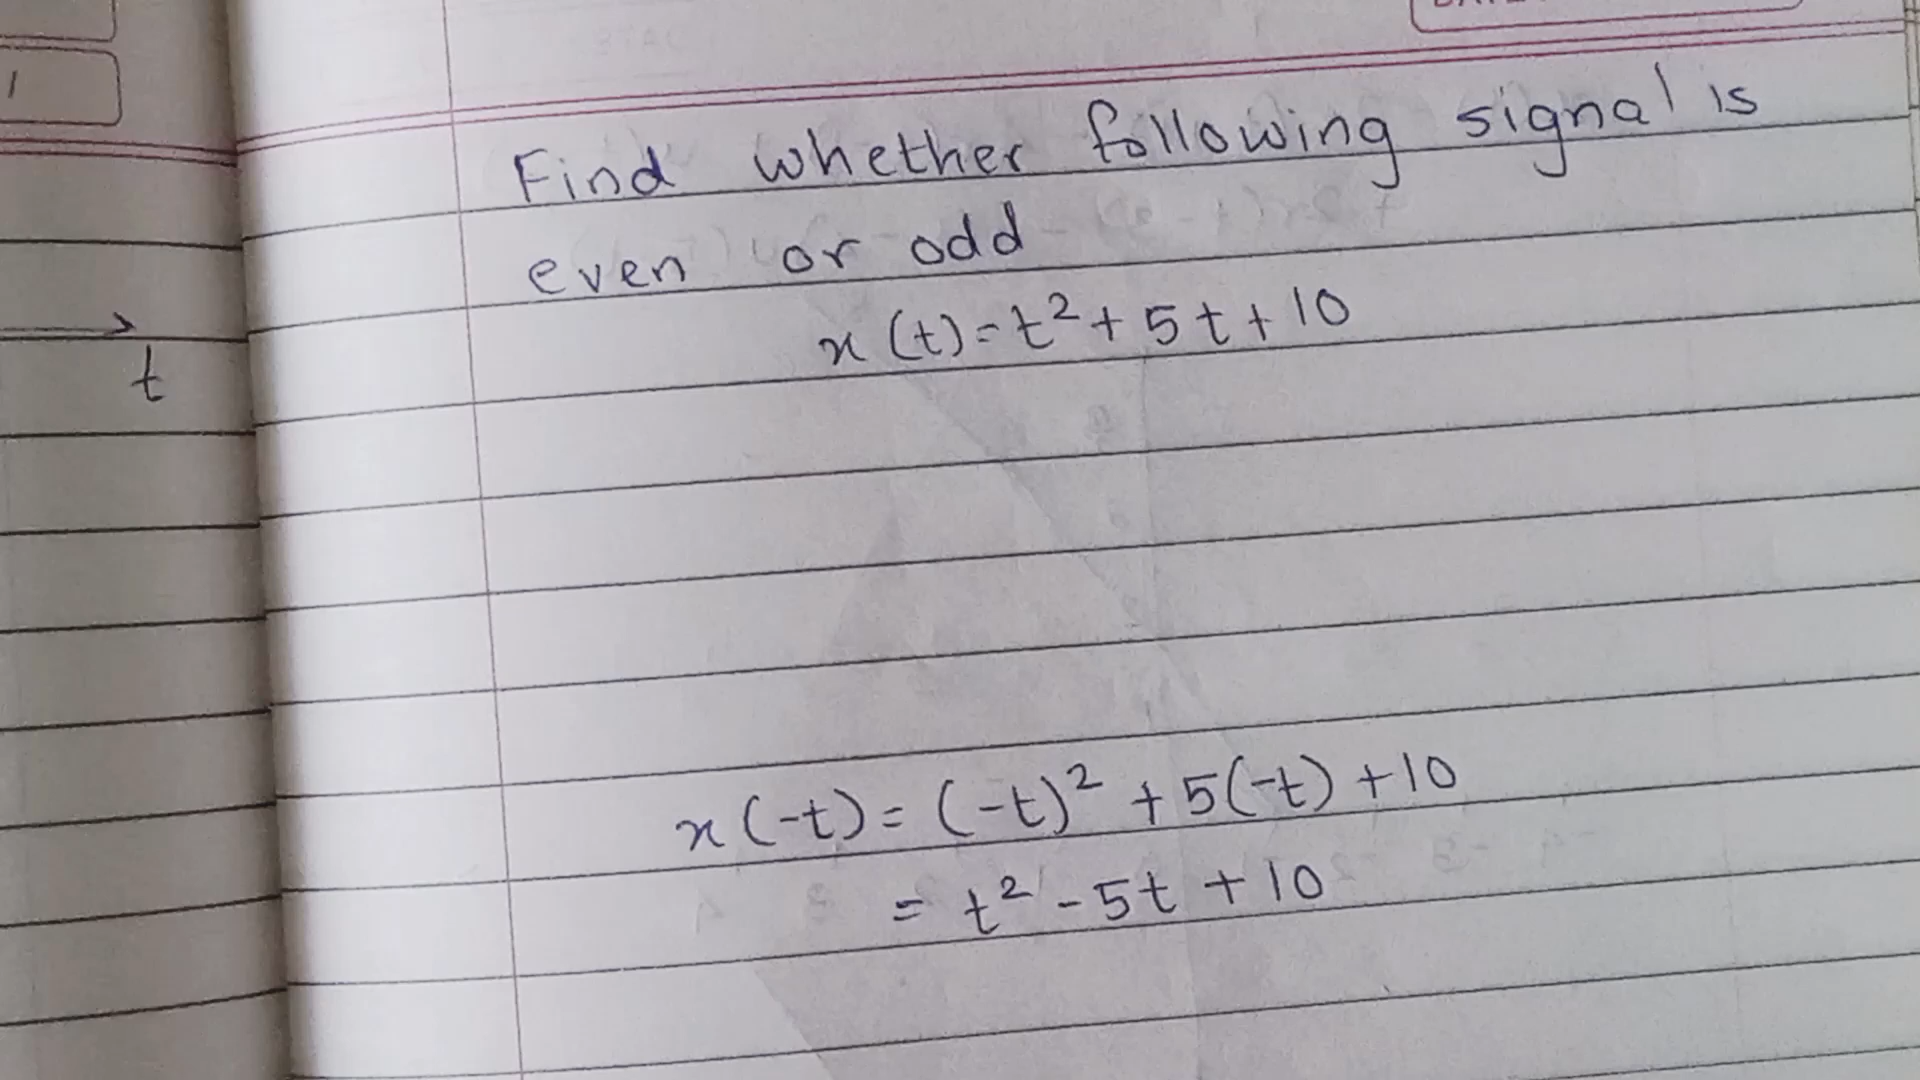 Find whether following signal is
even or odd
x(t)=t²+5t+10
t
x(-t)=(-t)²+5(-t)+10
=t²-5t+10